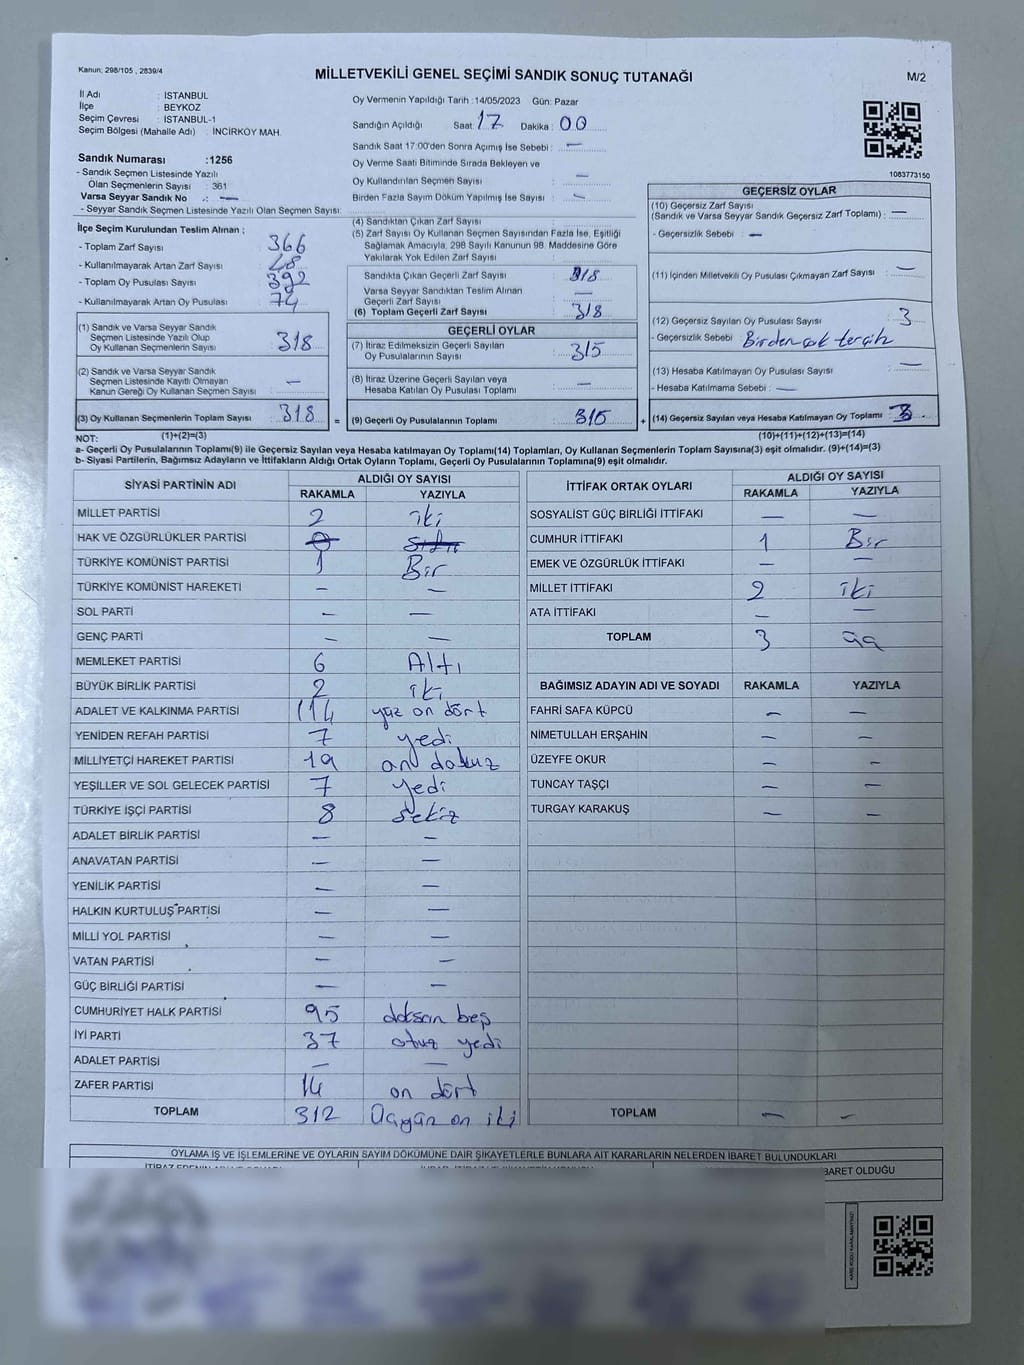 Kanun: 298/105 , 2839/4
MİLLETVEKİLİ GENEL SEÇİMİ SANDIK SONUÇ TUTANAĞI
M/2
İl Adı : İSTANBUL
İlçe : BEYKOZ
Seçim Çevresi : İSTANBUL-1
Seçim Bölgesi (Mahalle Adı) : İNCİRKÖY MAH.
Oy Vermenin Yapıldığı Tarih :14/05/2023 Gün: Pazar
Sandığın Açıldığı Saat: 17 Dakika : 00
Sandık Saat 17:00'den Sonra Açımış İse Sebebi : —
Oy Verme Saati Bitiminde Sırada Bekleyen ve
Oy Kullandırılan Seçmen Sayısı —
Birden Fazla Sayım Döküm Yapılmış İse Sayısı : —
1083773150
Sandık Numarası :1256
- Sandık Seçmen Listesinde Yazılı
Olan Seçmenlerin Sayısı : 361
Varsa Seyyar Sandık No .: —
- Seyyar Sandık Seçmen Listesinde Yazılı Olan Seçmen Sayısı:
İlçe Seçim Kurulundan Teslim Alınan ;
- Toplam Zarf Sayısı : 366
- Kullanılmayarak Artan Zarf Sayısı : 48
- Toplam Oy Pusulası Sayısı : 392
- Kullanılmayarak Artan Oy Pusulası : 74
(1) Sandık ve Varsa Seyyar Sandık
Seçmen Listesinde Yazılı Olup
Oy Kullanan Seçmenlerin Sayısı : 318
(2) Sandık ve Varsa Seyyar Sandık
Seçmen Listesinde Kayıtlı Olmayan
Kanun Gereği Oy Kullanan Seçmen Sayısı : —
(3) Oy Kullanan Seçmenlerin Toplam Sayısı : 318 =
(4) Sandıktan Çıkan Zarf Sayısı :
(5) Zarf Sayısı Oy Kullanan Seçmen Sayısından Fazla İse, Eşitliği
Sağlamak Amacıyla, 298 Sayılı Kanunun 98. Maddesine Göre
Yakılarak Yok Edilen Zarf Sayısı :
Sandıkta Çıkan Geçerli Zarf Sayısı : 318
Varsa Seyyar Sandıktan Teslim Alınan
Geçerli Zarf Sayısı : —
(6) Toplam Geçerli Zarf Sayısı : 318
GEÇERLİ OYLAR
(7) İtiraz Edilmeksizin Geçerli Sayılan
Oy Pusulalarının Sayısı : 315
(8) İtiraz Üzerine Geçerli Sayılan veya
Hesaba Katılan Oy Pusulası Toplamı : —
(9) Geçerli Oy Pusulalarının Toplamı : 315 +
GEÇERSİZ OYLAR
(10) Geçersiz Zarf Sayısı
(Sandık ve Varsa Seyyar Sandık Geçersiz Zarf Toplamı) : —
- Geçersizlik Sebebi : —
(11) İçinden Milletvekili Oy Pusulası Çıkmayan Zarf Sayısı : —
(12) Geçersiz Sayılan Oy Pusulası Sayısı : 3
- Geçersizlik Sebebi : Birden çok tercih
(13) Hesaba Katılmayan Oy Pusulası Sayısı : —
- Hesaba Katılmama Sebebi : —
(14) Geçersiz Sayılan veya Hesaba Katılmayan Oy Toplamı : 3
NOT: (1)+(2)=(3) (10)+(11)+(12)+(13)=(14)
a- Geçerli Oy Pusulalarının Toplamı(9) ile Geçersiz Sayılan veya Hesaba katılmayan Oy Toplamı(14) Toplamları, Oy Kullanan Seçmenlerin Toplam Sayısına(3) eşit olmalıdır. (9)+(14)=(3)
b- Siyasi Partilerin, Bağımsız Adayların ve İttifakların Aldığı Ortak Oyların Toplamı, Geçerli Oy Pusulalarının Toplamına(9) eşit olmalıdır.
SİYASİ PARTİNİN ADI ALDIĞI OY SAYISI
RAKAMLA YAZIYLA
MİLLET PARTİSİ 2 iki
HAK VE ÖZGÜRLÜKLER PARTİSİ
TÜRKİYE KOMÜNİST PARTİSİ 1 Bir
TÜRKİYE KOMÜNİST HAREKETİ — —
SOL PARTİ — —
GENÇ PARTİ — —
MEMLEKET PARTİSİ 6 Altı
BÜYÜK BİRLİK PARTİSİ 2 iki
ADALET VE KALKINMA PARTİSİ 114 yüz on dört
YENİDEN REFAH PARTİSİ 7 yedi
MİLLİYETÇİ HAREKET PARTİSİ 19 on dokuz
YEŞİLLER VE SOL GELECEK PARTİSİ 7 yedi
TÜRKİYE İŞÇİ PARTİSİ 8 sekiz
ADALET BİRLİK PARTİSİ — —
ANAVATAN PARTİSİ — —
YENİLİK PARTİSİ — —
HALKIN KURTULUŞ PARTİSİ — —
MİLLİ YOL PARTİSİ — —
VATAN PARTİSİ — —
GÜÇ BİRLİĞİ PARTİSİ — —
CUMHURİYET HALK PARTİSİ 95 doksan beş
İYİ PARTİ 37 otuz yedi
ADALET PARTİSİ — —
ZAFER PARTİSİ 14 on dört
TOPLAM 312 Üçyüz on iki
İTTİFAK ORTAK OYLARI ALDIĞI OY SAYISI
RAKAMLA YAZIYLA
SOSYALİST GÜÇ BİRLİĞİ İTTİFAKI — —
CUMHUR İTTİFAKI 1 Bir
EMEK VE ÖZGÜRLÜK İTTİFAKI — —
MİLLET İTTİFAKI 2 iki
ATA İTTİFAKI — —
TOPLAM 3 üç
BAĞIMSIZ ADAYIN ADI VE SOYADI RAKAMLA YAZIYLA
FAHRİ SAFA KÜPCÜ — —
NİMETULLAH ERŞAHİN — —
ÜZEYFE OKUR — —
TUNCAY TAŞÇI — —
TURGAY KARAKUŞ — —
TOPLAM — —
OYLAMA İŞ VE İŞLEMLERİNE VE OYLARIN SAYIM DÖKÜMÜNE DAİR ŞİKAYETLERLE BUNLARA AİT KARARLARIN NELERDEN İBARET BULUNDUKLARI
BARET OLDUĞU